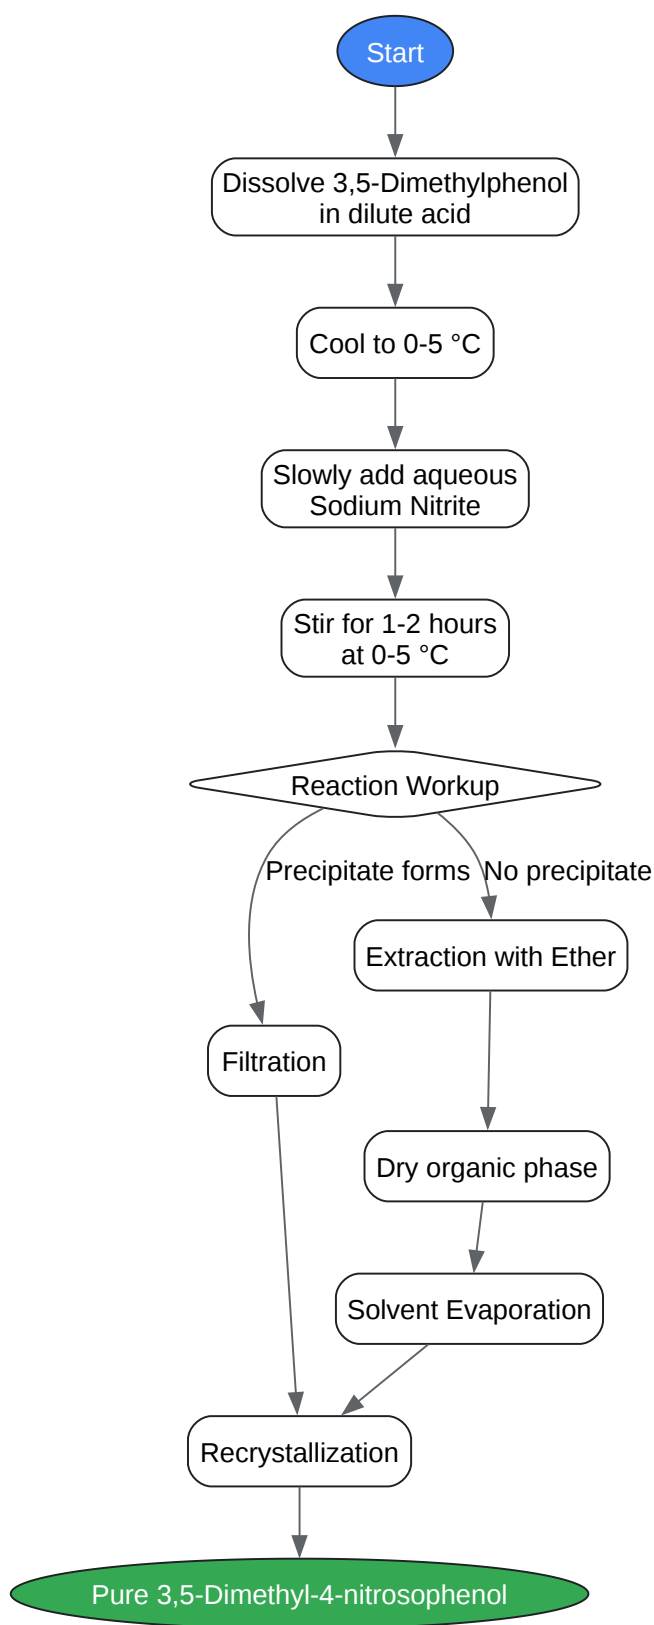 Start
Dissolve 3,5-Dimethylphenol
in dilute acid
Cool to 0-5 °C
Slowly add aqueous
Sodium Nitrite
Stir for 1-2 hours
at 0-5 °C
Reaction Workup
Precipitate forms
No precipitate
Extraction with Ether
Filtration
Dry organic phase
Solvent Evaporation
Recrystallization
Pure 3,5-Dimethyl-4-nitrosophenol